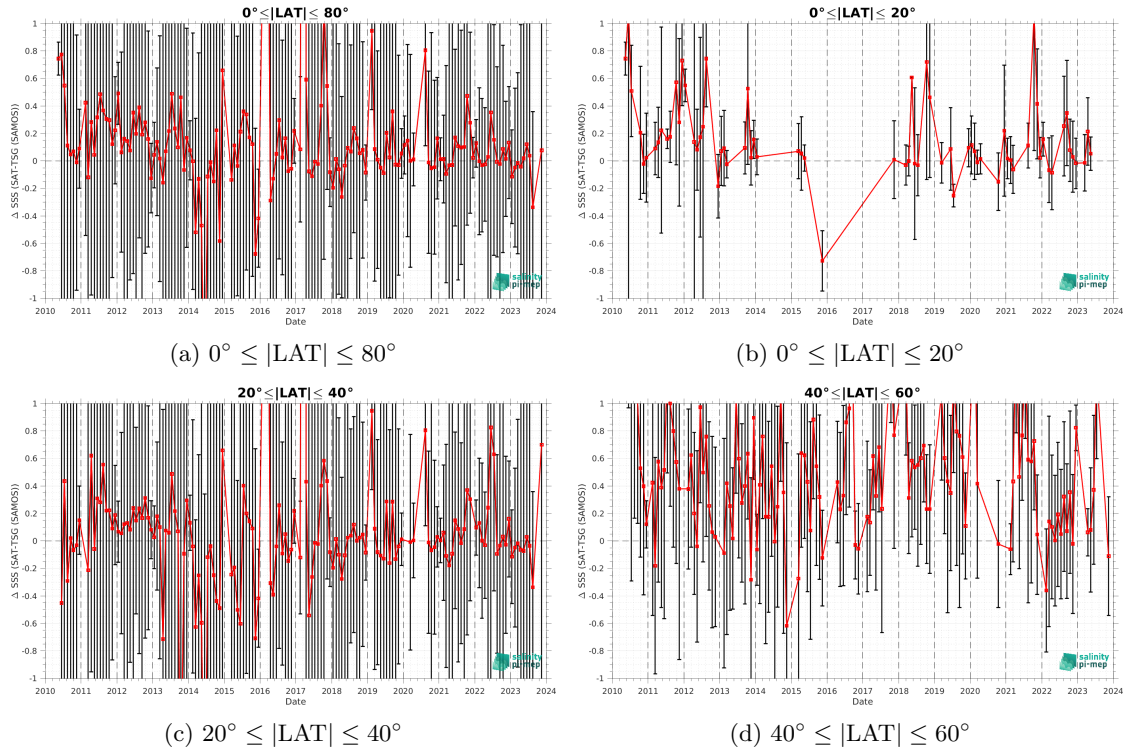 0°≤|LAT|≤ 80°
Δ SSS (SAT-TSG (SAMOS))
1
0.8
0.6
0.4
0.2
0
-0.2
-0.4
-0.6
-0.8
-1
2010 2011 2012 2013 2014 2015 2016 2017 2018 2019 2020 2021 2022 2023 2024
Date
salinity
pi-mep
(a) 0° ≤ |LAT| ≤ 80°
0°≤|LAT|≤ 20°
Δ SSS (SAT-TSG (SAMOS))
1
0.8
0.6
0.4
0.2
0
-0.2
-0.4
-0.6
-0.8
-1
2010 2011 2012 2013 2014 2015 2016 2017 2018 2019 2020 2021 2022 2023 2024
Date
salinity
pi-mep
(b) 0° ≤ |LAT| ≤ 20°
20°≤|LAT|≤ 40°
Δ SSS (SAT-TSG (SAMOS))
1
0.8
0.6
0.4
0.2
0
-0.2
-0.4
-0.6
-0.8
-1
2010 2011 2012 2013 2014 2015 2016 2017 2018 2019 2020 2021 2022 2023 2024
Date
salinity
pi-mep
(c) 20° ≤ |LAT| ≤ 40°
40°≤|LAT|≤ 60°
Δ SSS (SAT-TSG (SAMOS))
1
0.8
0.6
0.4
0.2
0
-0.2
-0.4
-0.6
-0.8
-1
2010 2011 2012 2013 2014 2015 2016 2017 2018 2019 2020 2021 2022 2023 2024
Date
salinity
pi-mep
(d) 40° ≤ |LAT| ≤ 60°